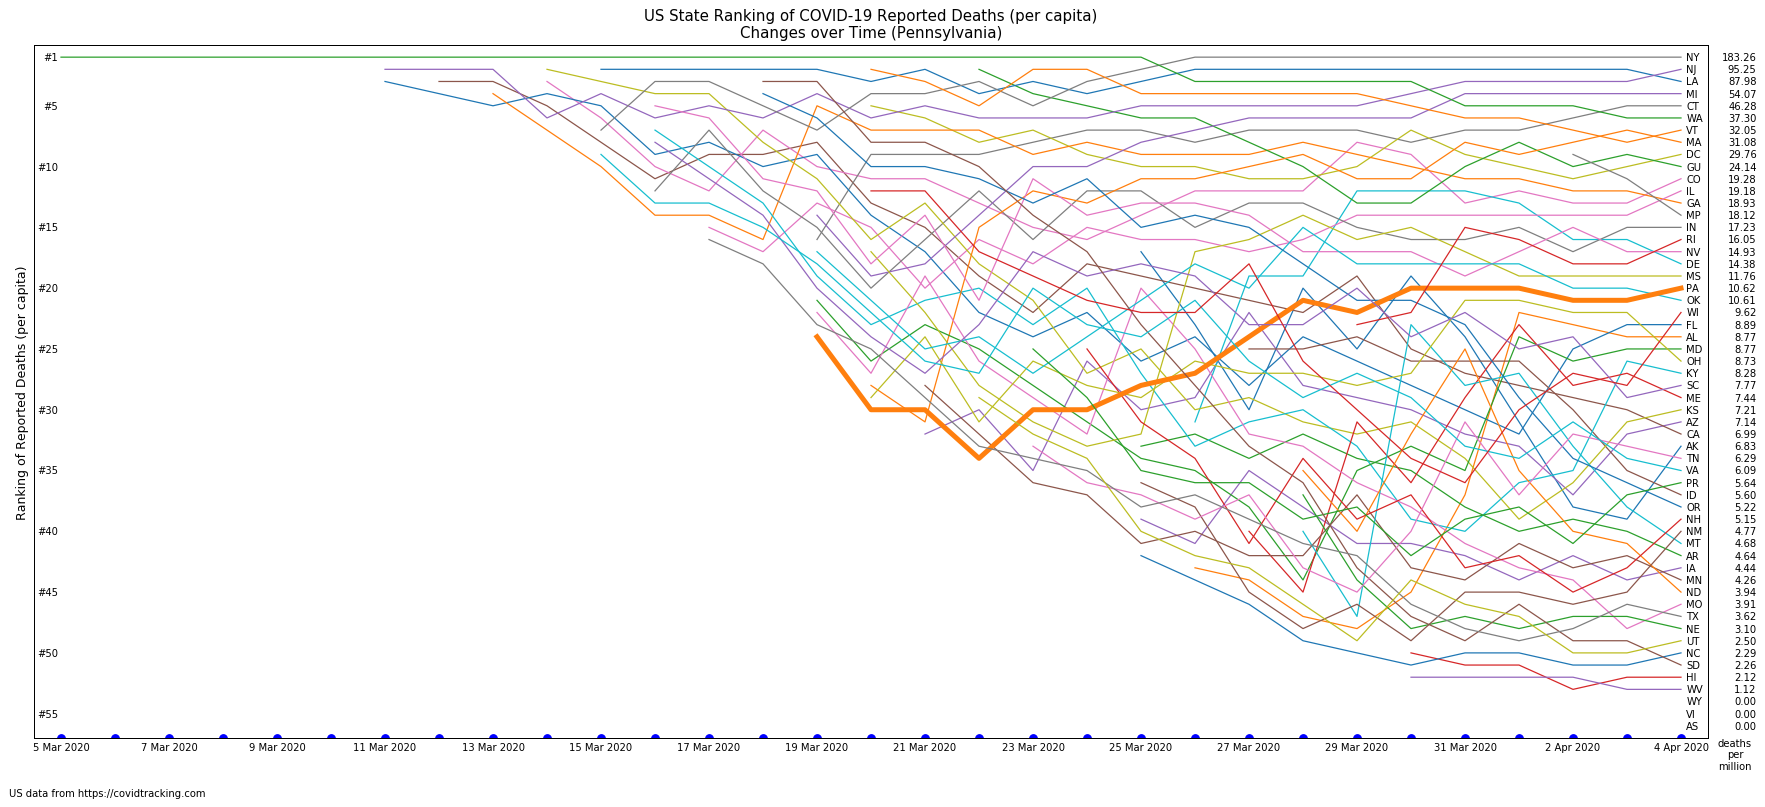 US State Ranking of COVID-19 Reported Deaths (per capita)
Changes over Time (Pennsylvania)
Ranking of Reported Deaths (per capita)
#1
#5
#10
#15
#20
#25
#30
#35
#40
#45
#50
#55
NY 183.26
NJ 95.25
LA 87.98
MI 54.07
CT 46.28
WA 37.30
VT 32.05
MA 31.08
DC 29.76
GU 24.14
CO 19.28
IL 19.18
GA 18.93
MP 18.12
IN 17.23
RI 16.05
NV 14.93
DE 14.38
MS 11.76
PA 10.62
OK 10.61
WI 9.62
FL 8.89
AL 8.77
MD 8.77
OH 8.73
KY 8.28
SC 7.77
ME 7.44
KS 7.21
AZ 7.14
CA 6.99
AK 6.83
TN 6.29
VA 6.09
PR 5.64
ID 5.60
OR 5.22
NH 5.15
NM 4.77
MT 4.68
AR 4.64
IA 4.44
MN 4.26
ND 3.94
MO 3.91
TX 3.62
NE 3.10
UT 2.50
NC 2.29
SD 2.26
HI 2.12
WV 1.12
WY 0.00
VI 0.00
AS 0.00
5 Mar 2020 7 Mar 2020 9 Mar 2020 11 Mar 2020 13 Mar 2020 15 Mar 2020 17 Mar 2020 19 Mar 2020 21 Mar 2020 23 Mar 2020 25 Mar 2020 27 Mar 2020 29 Mar 2020 31 Mar 2020 2 Apr 2020 4 Apr 2020
deaths
per
million
US data from https://covidtracking.com